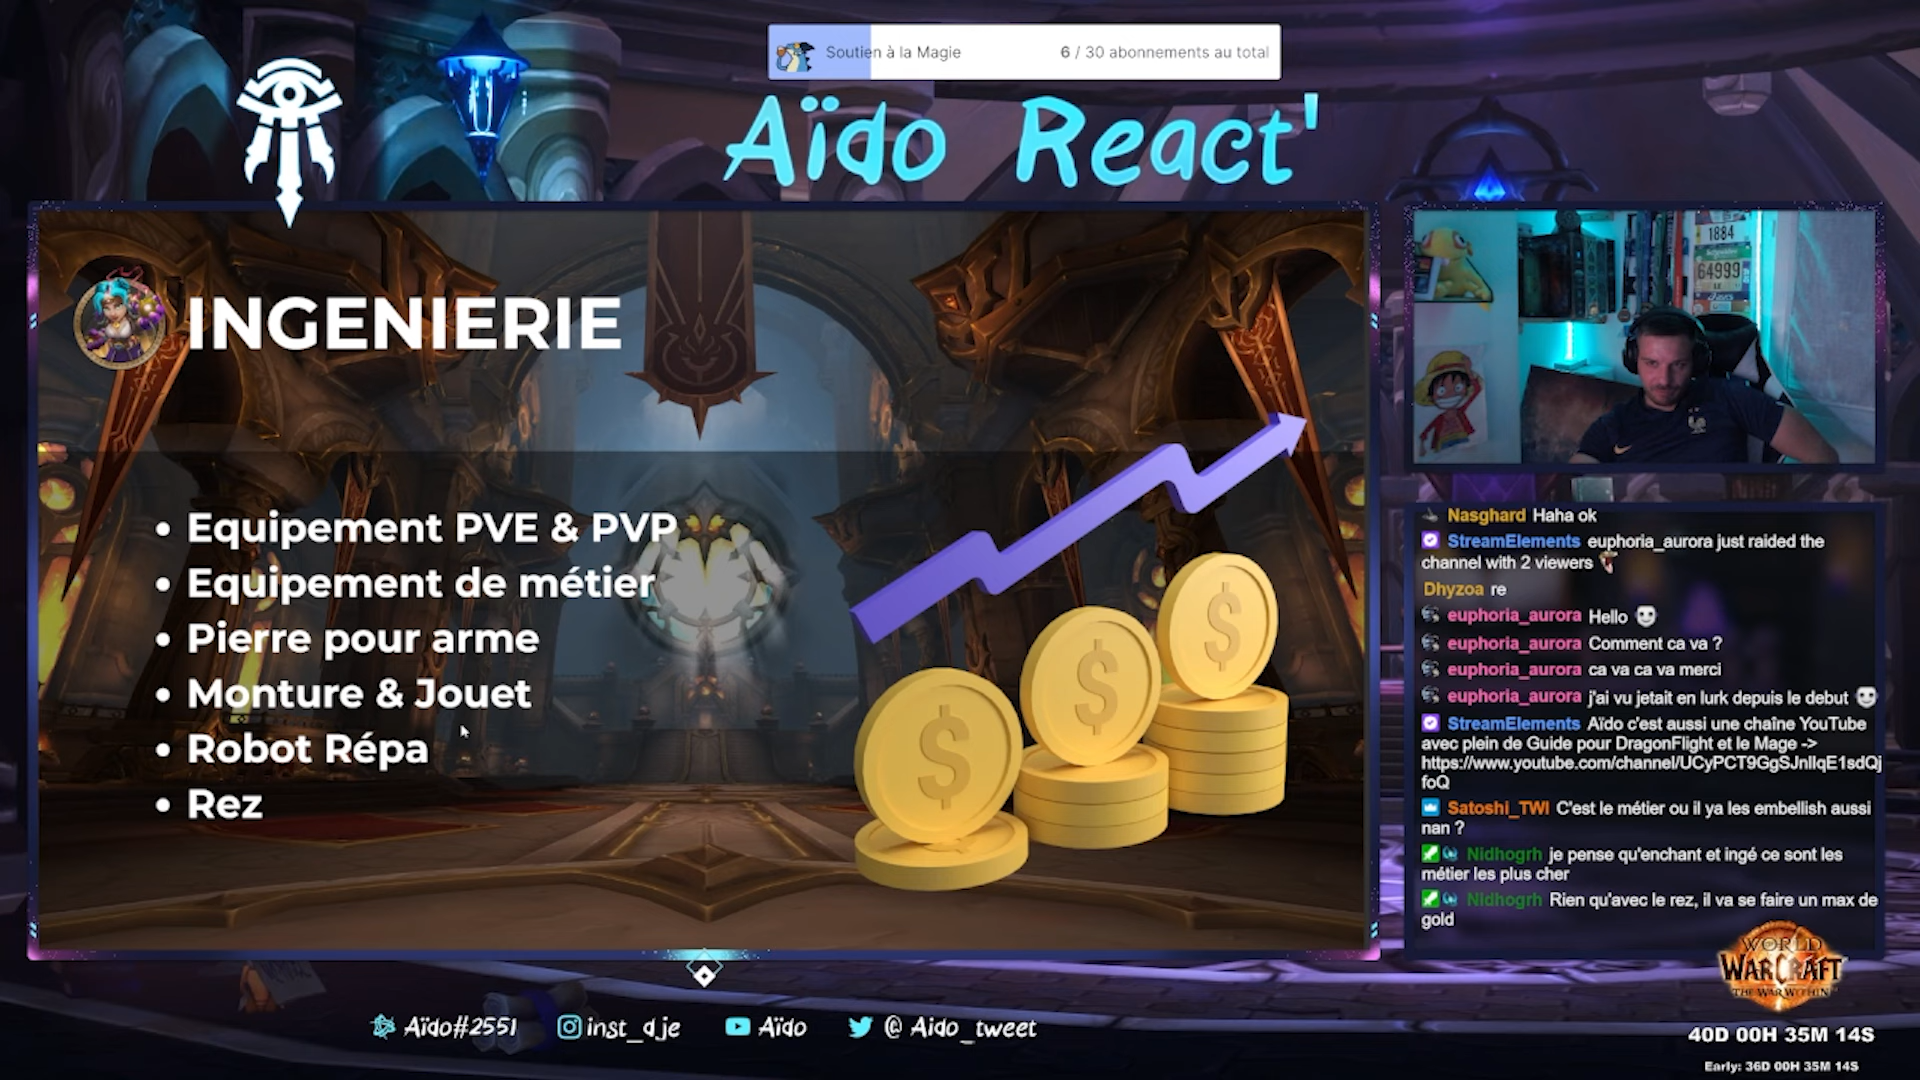 Soutien à la Magie
6 / 30 abonnements au total
Aïdo React'
INGENIERIE
• Equipement PVE & PVP
• Equipement de métier
• Pierre pour arme
• Monture & Jouet
• Robot Répa
• Rez
1884
64999
Nasghard Haha ok
StreamElements euphoria_aurora just raided the
channel with 2 viewers
Dhyzoa re
euphoria_aurora Hello
euphoria_aurora Comment ca va ?
euphoria_aurora ca va ca va merci
euphoria_aurora j'ai vu jetait en lurk depuis le debut
StreamElements Aïdo c'est aussi une chaîne YouTube
avec plein de Guide pour DragonFlight et le Mage ->
https://www.youtube.com/channel/UCyPCT9GgSJnIlqE1sdQj
foQ
Satoshi_TWI C'est le métier ou il ya les embellish aussi
nan ?
Nidhogrh je pense qu'enchant et ingé ce sont les
métier les plus cher
Nidhogrh Rien qu'avec le rez, il va se faire un max de
gold
WORLD
WARCRAFT
THE WAR WITHIN
Aïdo#2551
inst_dje
Aïdo
@ Aido_tweet
40D 00H 35M 14S
Early: 36D 00H 35M 14S